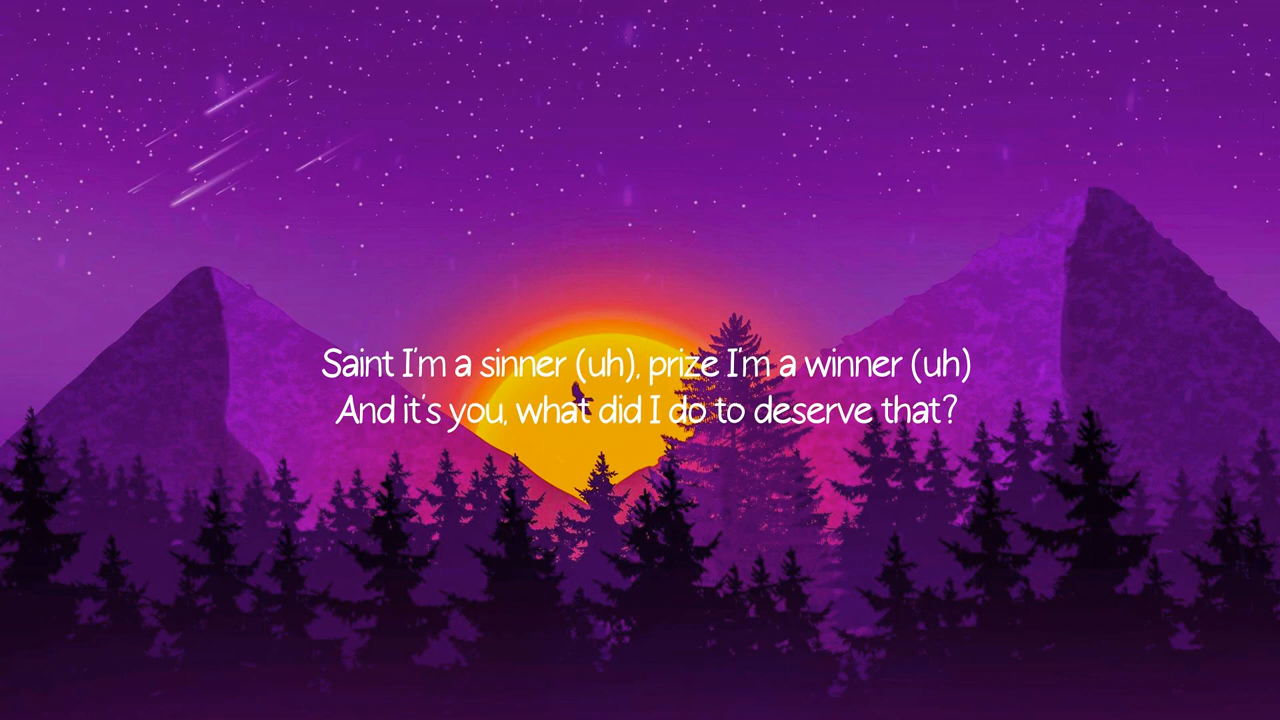 Saint I'm a sinner (uh), prize I'm a winner (uh)
And it's you, what did I do to deserve that?